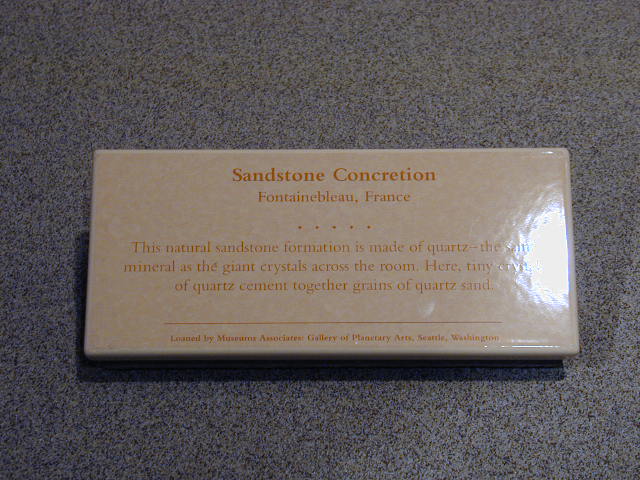 Sandstone Concretion
Fontainebleau, France
• • • • •
This natural sandstone formation is made of quartz–the same
mineral as the giant crystals across the room. Here, tiny crystals
of quartz cement together grains of quartz sand.
Loaned by Museums Associates: Gallery of Planetary Arts, Seattle, Washington